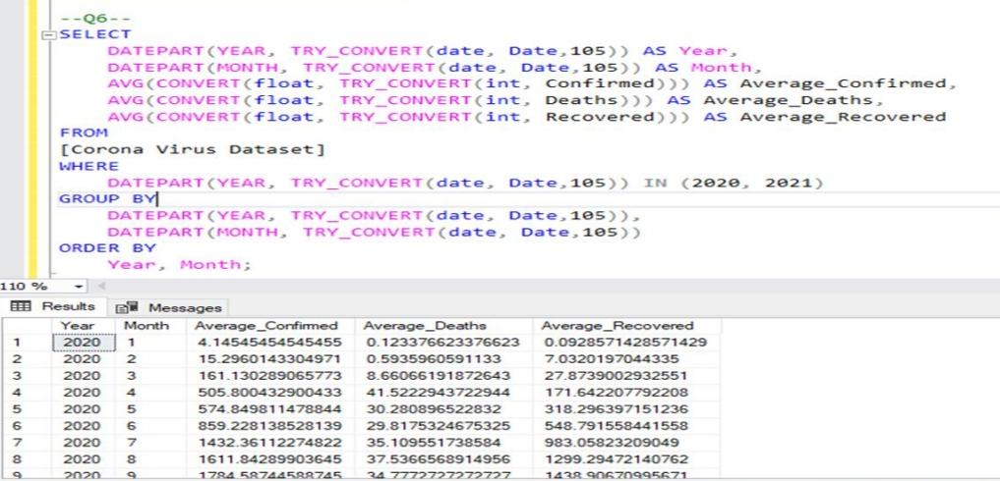 --Q6--
SELECT
DATEPART(YEAR, TRY_CONVERT(date, Date,105)) AS Year,
DATEPART(MONTH, TRY_CONVERT(date, Date,105)) AS Month,
AVG(CONVERT(float, TRY_CONVERT(int, Confirmed))) AS Average_Confirmed,
AVG(CONVERT(float, TRY_CONVERT(int, Deaths))) AS Average_Deaths,
AVG(CONVERT(float, TRY_CONVERT(int, Recovered))) AS Average_Recovered
FROM
[Corona Virus Dataset]
WHERE
DATEPART(YEAR, TRY_CONVERT(date, Date,105)) IN (2020, 2021)
GROUP BY
DATEPART(YEAR, TRY_CONVERT(date, Date,105)),
DATEPART(MONTH, TRY_CONVERT(date, Date,105))
ORDER BY
Year, Month;
110 %
Results Messages
Year Month Average_Confirmed Average_Deaths Average_Recovered
1 2020 1 4.14545454545455 0.123376623376623 0.0928571428571429
2 2020 2 15.2960143304971 0.5935960591133 7.0320197044335
3 2020 3 161.130289065773 8.66066191872643 27.8739002932551
4 2020 4 505.800432900433 41.5222943722944 171.642207792208
5 2020 5 574.849811478844 30.280896522832 318.296397151236
6 2020 6 859.228138528139 29.8175324675325 548.791558441558
7 2020 7 1432.36112274822 35.109551738584 983.05823209049
8 2020 8 1611.84289903645 37.5366568914956 1299.29472140762
9 2020 9 1784.58744588745 34.7772727272727 1438.90670995671